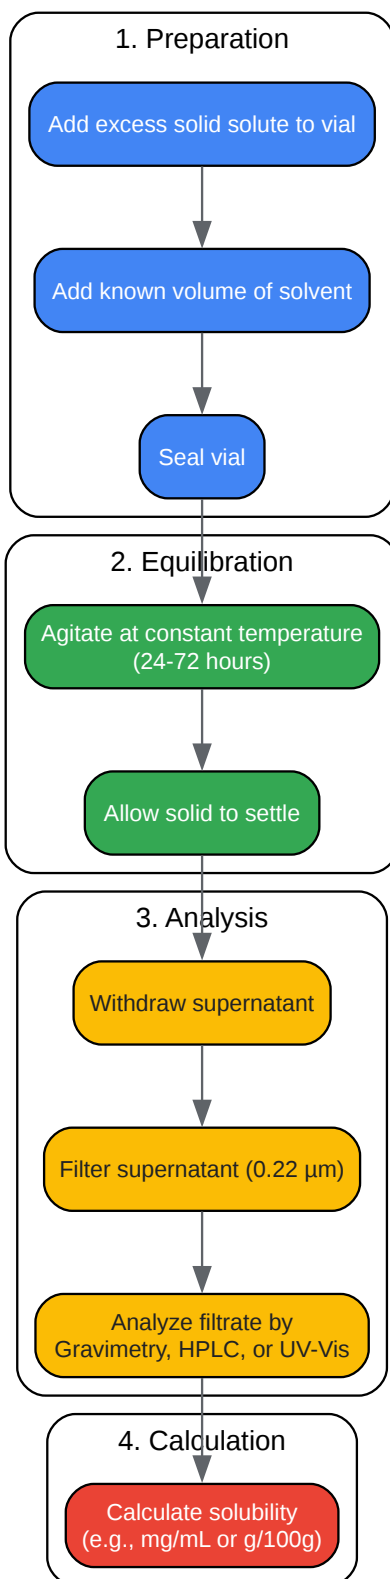 1. Preparation
Add excess solid solute to vial
Add known volume of solvent
Seal vial
2. Equilibration
Agitate at constant temperature
(24-72 hours)
Allow solid to settle
3. Analysis
Withdraw supernatant
Filter supernatant (0.22 µm)
Analyze filtrate by
Gravimetry, HPLC, or UV-Vis
4. Calculation
Calculate solubility
(e.g., mg/mL or g/100g)